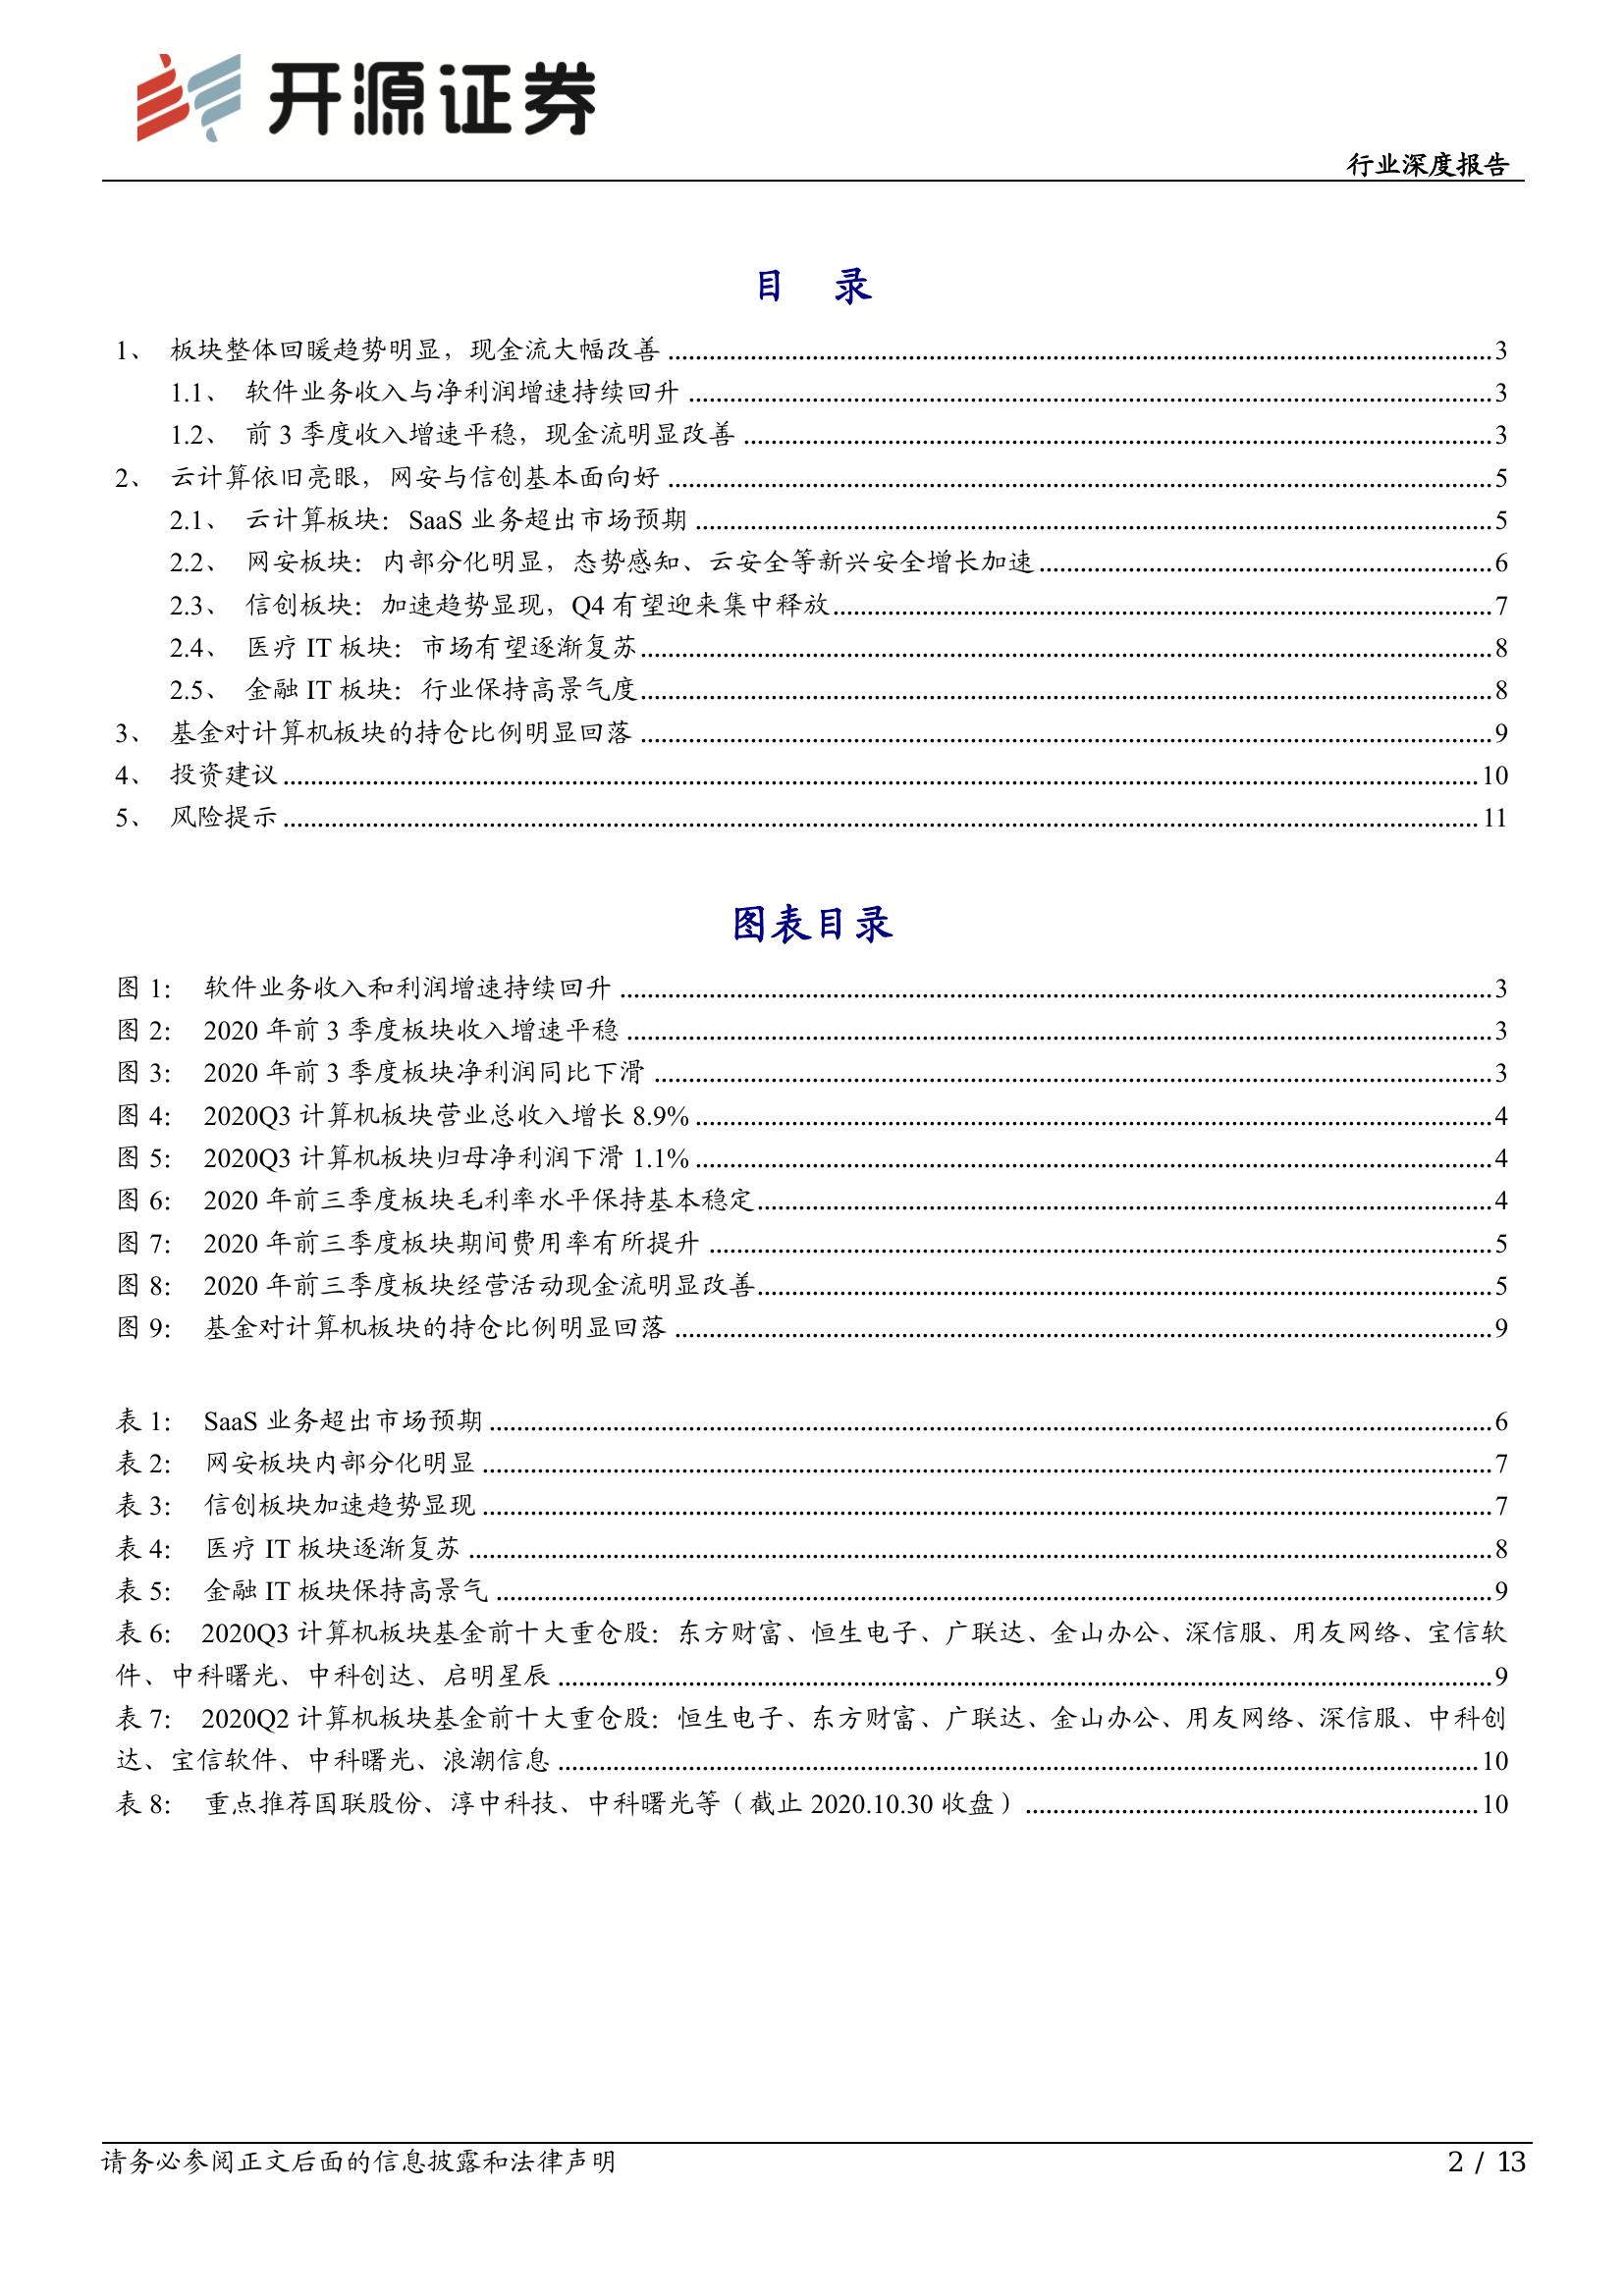 开源证券
行业深度报告
目 录
1、 板块整体回暖趋势明显，现金流大幅改善 ........ 3
1.1、 软件业务收入与净利润增速持续回升 ........ 3
1.2、 前 3 季度收入增速平稳，现金流明显改善 ........ 3
2、 云计算依旧亮眼，网安与信创基本面向好 ........ 5
2.1、 云计算板块：SaaS 业务超出市场预期 ........ 5
2.2、 网安板块：内部分化明显，态势感知、云安全等新兴安全增长加速 ........ 6
2.3、 信创板块：加速趋势显现，Q4 有望迎来集中释放 ........ 7
2.4、 医疗 IT 板块：市场有望逐渐复苏 ........ 8
2.5、 金融 IT 板块：行业保持高景气度 ........ 8
3、 基金对计算机板块的持仓比例明显回落 ........ 9
4、 投资建议 ........ 10
5、 风险提示 ........ 11
图表目录
图 1： 软件业务收入和利润增速持续回升 ........ 3
图 2： 2020 年前 3 季度板块收入增速平稳 ........ 3
图 3： 2020 年前 3 季度板块净利润同比下滑 ........ 3
图 4： 2020Q3 计算机板块营业总收入增长 8.9% ........ 4
图 5： 2020Q3 计算机板块归母净利润下滑 1.1% ........ 4
图 6： 2020 年前三季度板块毛利率水平保持基本稳定 ........ 4
图 7： 2020 年前三季度板块期间费用率有所提升 ........ 5
图 8： 2020 年前三季度板块经营活动现金流明显改善 ........ 5
图 9： 基金对计算机板块的持仓比例明显回落 ........ 9
表 1： SaaS 业务超出市场预期 ........ 6
表 2： 网安板块内部分化明显 ........ 7
表 3： 信创板块加速趋势显现 ........ 7
表 4： 医疗 IT 板块逐渐复苏 ........ 8
表 5： 金融 IT 板块保持高景气 ........ 9
表 6： 2020Q3 计算机板块基金前十大重仓股：东方财富、恒生电子、广联达、金山办公、深信服、用友网络、宝信软
件、中科曙光、中科创达、启明星辰 ........ 9
表 7： 2020Q2 计算机板块基金前十大重仓股：恒生电子、东方财富、广联达、金山办公、用友网络、深信服、中科创
达、宝信软件、中科曙光、浪潮信息 ........ 10
表 8： 重点推荐国联股份、淳中科技、中科曙光等（截止 2020.10.30 收盘） ........ 10
请务必参阅正文后面的信息披露和法律声明
2 / 13